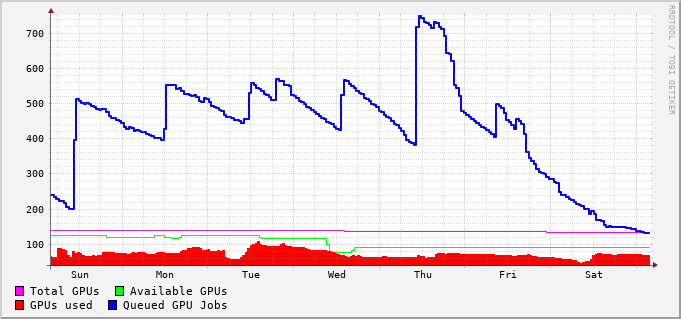 700
600
500
400
300
200
100
Sun Mon Tue Wed Thu Fri Sat
Total GPUs Available GPUs
GPUs used Queued GPU Jobs
RRDTOOL / TOBI OETIKER